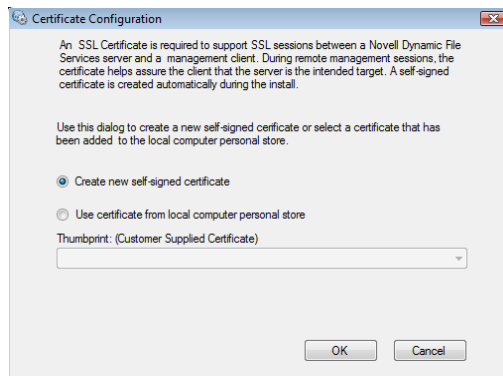 Certificate Configuration
An SSL Certificate is required to support SSL sessions between a Novell Dynamic File
Services server and a management client. During remote management sessions, the
certificate helps assure the client that the server is the intended target. A self-signed
certificate is created automatically during the install.
Use this dialog to create a new self-signed cerificate or select a certificate that has
been added to the local computer personal store.
Create new self-signed certificate
Use certificate from local computer personal store
Thumbprint: (Customer Supplied Certificate)
OK
Cancel